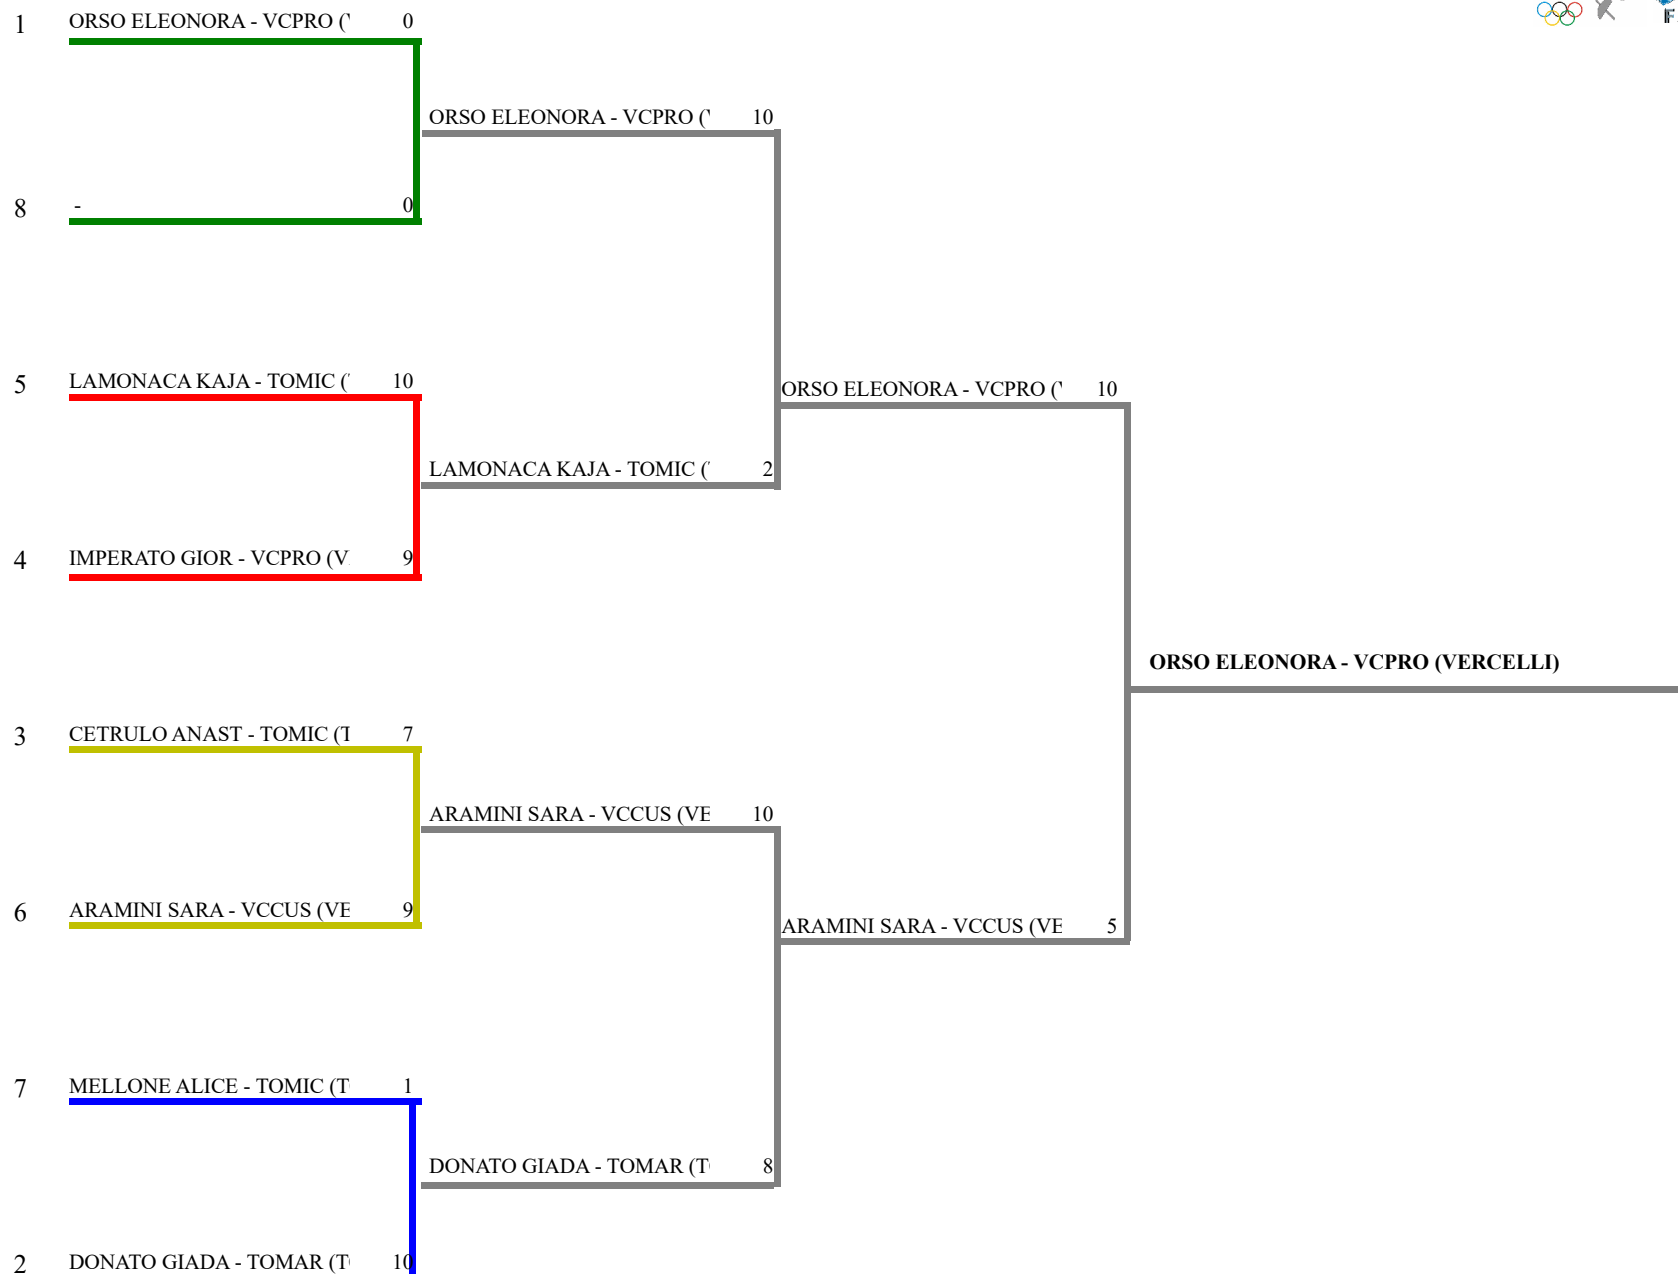 1 ORSO ELEONORA - VCPRO ( 0
ORSO ELEONORA - VCPRO ( 10
8 - 0
5 LAMONACA KAJA - TOMIC ( 10
ORSO ELEONORA - VCPRO ( 10
LAMONACA KAJA - TOMIC ( 2
4 IMPERATO GIOR - VCPRO (V 9
ORSO ELEONORA - VCPRO (VERCELLI)
3 CETRULO ANAST - TOMIC (T 7
ARAMINI SARA - VCCUS (VE 10
6 ARAMINI SARA - VCCUS (VE 9
ARAMINI SARA - VCCUS (VE 5
7 MELLONE ALICE - TOMIC (T 1
DONATO GIADA - TOMAR (T 8
2 DONATO GIADA - TOMAR (T 10